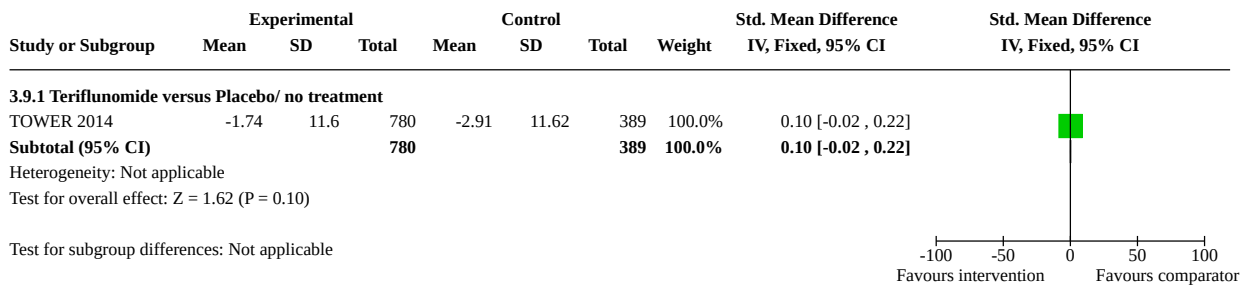 Experimental Control Std. Mean Difference Std. Mean Difference
Study or Subgroup Mean SD Total Mean SD Total Weight IV, Fixed, 95% CI IV, Fixed, 95% CI
3.9.1 Teriflunomide versus Placebo/ no treatment
TOWER 2014 -1.74 11.6 780 -2.91 11.62 389 100.0% 0.10 [-0.02 , 0.22]
Subtotal (95% CI) 780 389 100.0% 0.10 [-0.02 , 0.22]
Heterogeneity: Not applicable
Test for overall effect: Z = 1.62 (P = 0.10)
Test for subgroup differences: Not applicable
-100 -50 0 50 100
Favours intervention Favours comparator